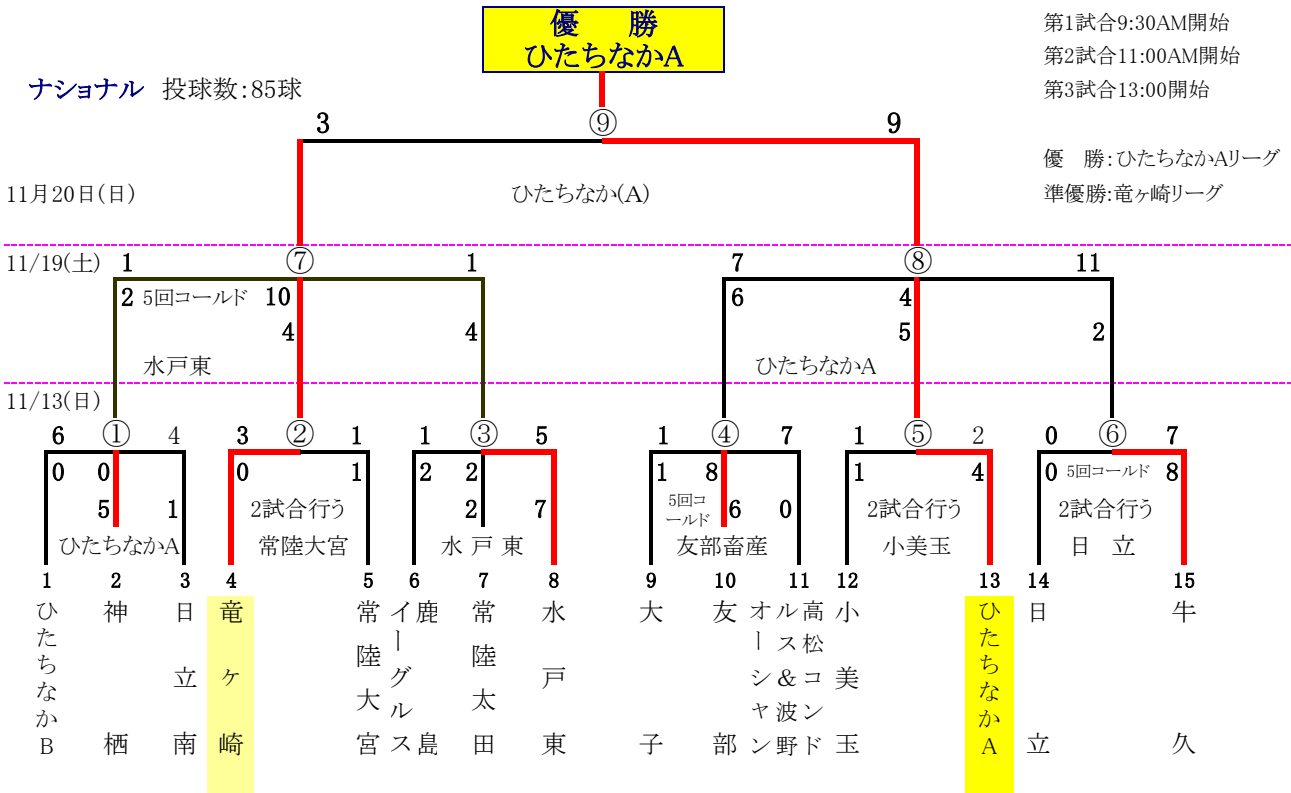 優　勝
ひたちなかA
第1試合9:30AM開始
第2試合11:00AM開始
第3試合13:00開始
ナショナル 投球数:85球
3 ⑨ 9
優　勝:ひたちなかAリーグ
準優勝:竜ヶ崎リーグ
11月20日(日) ひたちなか(A)
11/19(土) 1 ⑦ 1 7 ⑧ 11
2 5回コールド 10 6 4
4 4 5 2
水戸東 ひたちなかA
11/13(日)
6 ① 4 3 ② 1 1 ③ 5 1 ④ 7 1 ⑤ 2 0 ⑥ 7
0 0 0 1 2 2 1 8 1 4 0 5回コールド 8
5 1 2試合行う 2 7 5回コ
ールド 6 0 2試合行う 2試合行う
ひたちなかA 常陸大宮 水戸東 友部畜産 小美玉 日　立
1 2 3 4 5 6 7 8 9 10 11 12 13 14 15
ひたちなかB
神栖
日立南
竜ケ崎
常陸大宮
鹿島
イーグルス
常陸太田
水戸東
大子
友部
高松コンド
ルス&波野
オーシャン
小美玉
ひたちなかA
日立
牛久